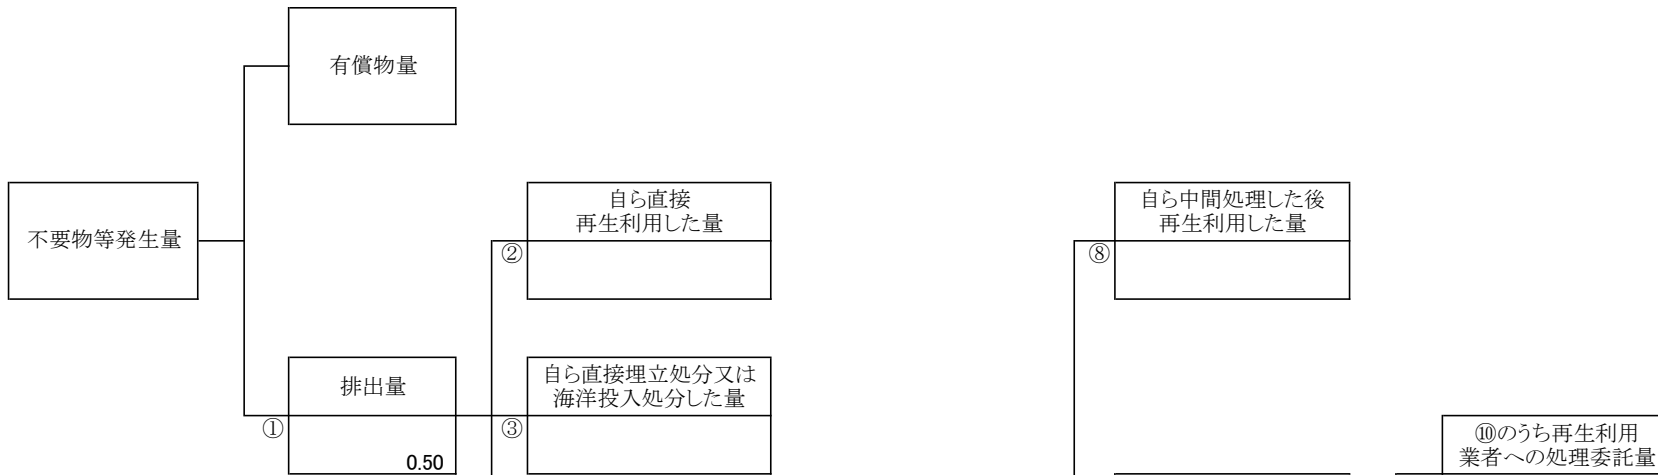 有償物量
不要物等発生量
自ら直接
再生利用した量
②
自ら中間処理した後
再生利用した量
⑧
排出量
①
0.50
自ら直接埋立処分又は
海洋投入処分した量
③
⑩のうち再生利用
業者への処理委託量